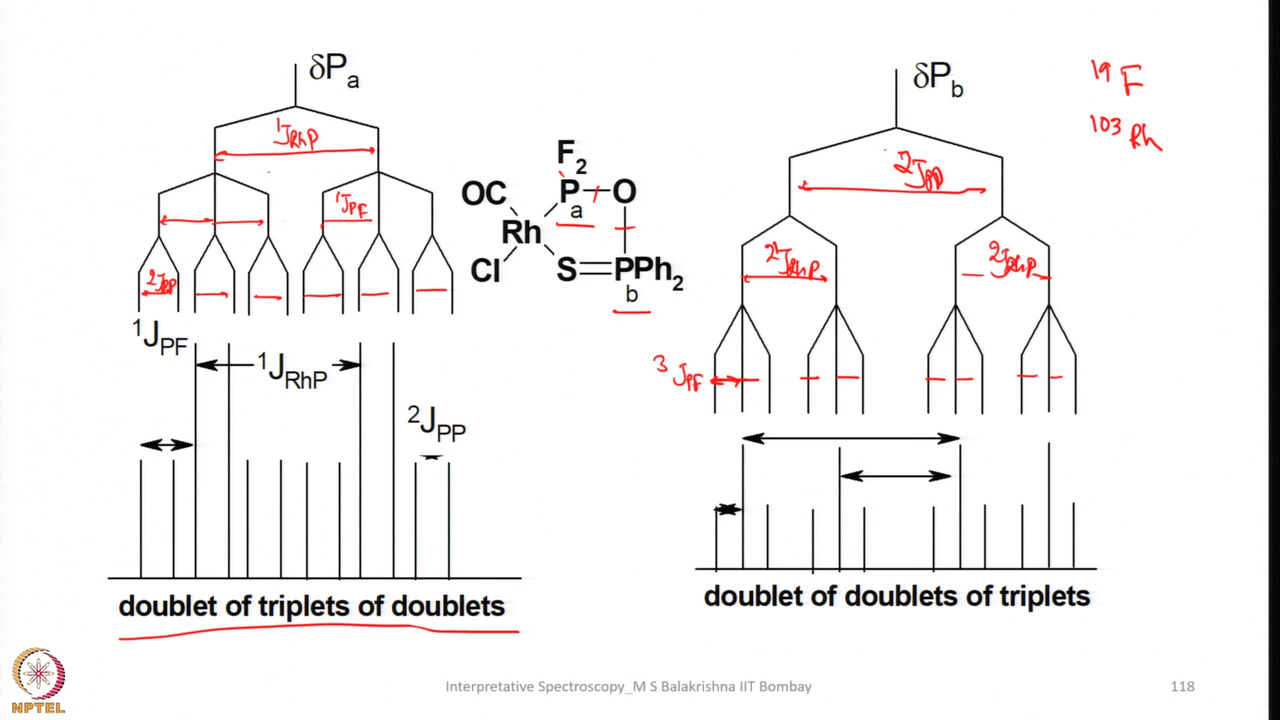 δPa
¹JRhP
¹JPF
²JPP
¹JPF
¹JRhP
²JPP
doublet of triplets of doublets
F2
OC
P
O
a
Rh
Cl
S
PPh2
b
δPb
¹⁹F
¹⁰³Rh
²JPP
²JRhP
²JRhP
³JPF
doublet of doublets of triplets
NPTEL
Interpretative Spectroscopy_M S Balakrishna IIT Bombay
118